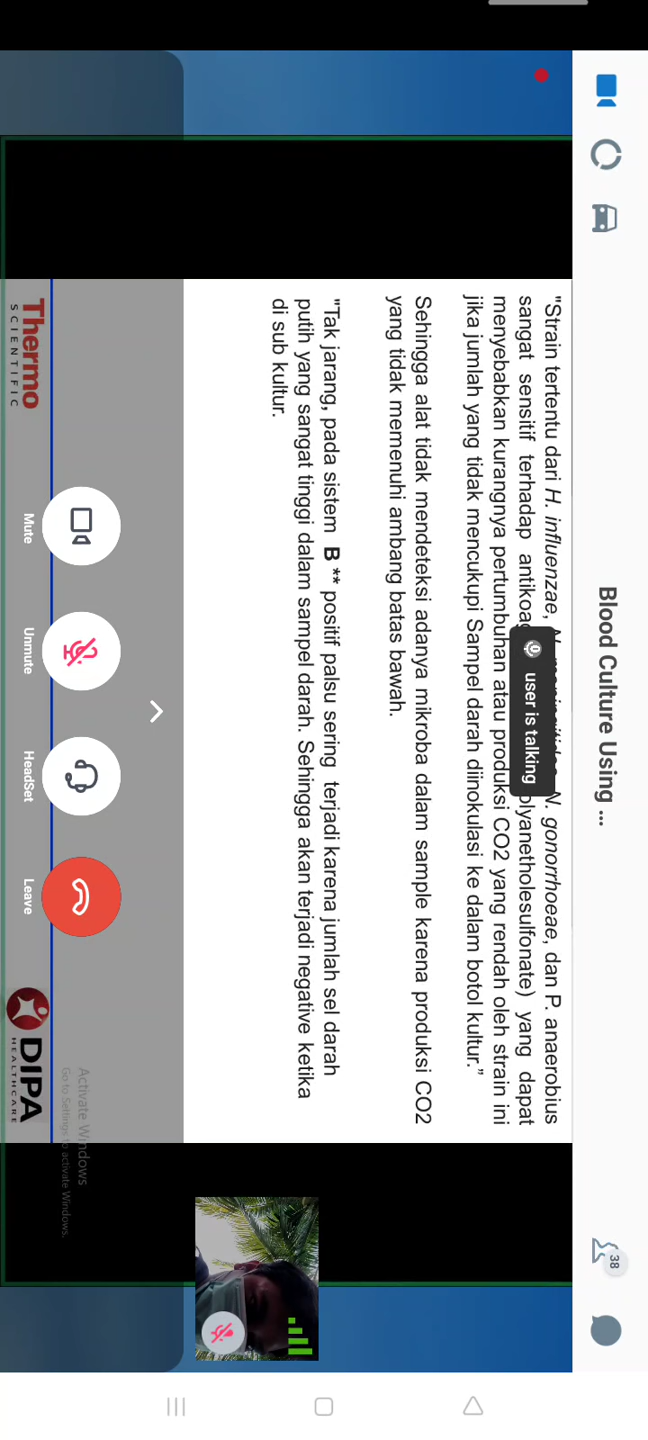 Blood Culture Using ...
38
"Strain tertentu dari H. influenzae, N. gonorrhoeae, dan P. anaerobius
sangat sensitif terhadap antikoag lyanetholesulfonate) yang dapat
user is talking
menyebabkan kurangnya pertumbuhan atau produksi CO2 yang rendah oleh strain ini
jika jumlah yang tidak mencukupi Sampel darah diinokulasi ke dalam botol kultur.”
Sehingga alat tidak mendeteksi adanya mikroba dalam sample karena produksi CO2
yang tidak memenuhi ambang batas bawah.
"Tak jarang, pada sistem B ** positif palsu sering terjadi karena jumlah sel darah
putih yang sangat tinggi dalam sampel darah. Sehingga akan terjadi negative ketika
di sub kultur.
Activate Windows
Go to Settings to activate Windows.
Thermo
SCIENTIFIC
Mute
Unmute
HeadSet
Leave
DIPA
HEALTHCARE